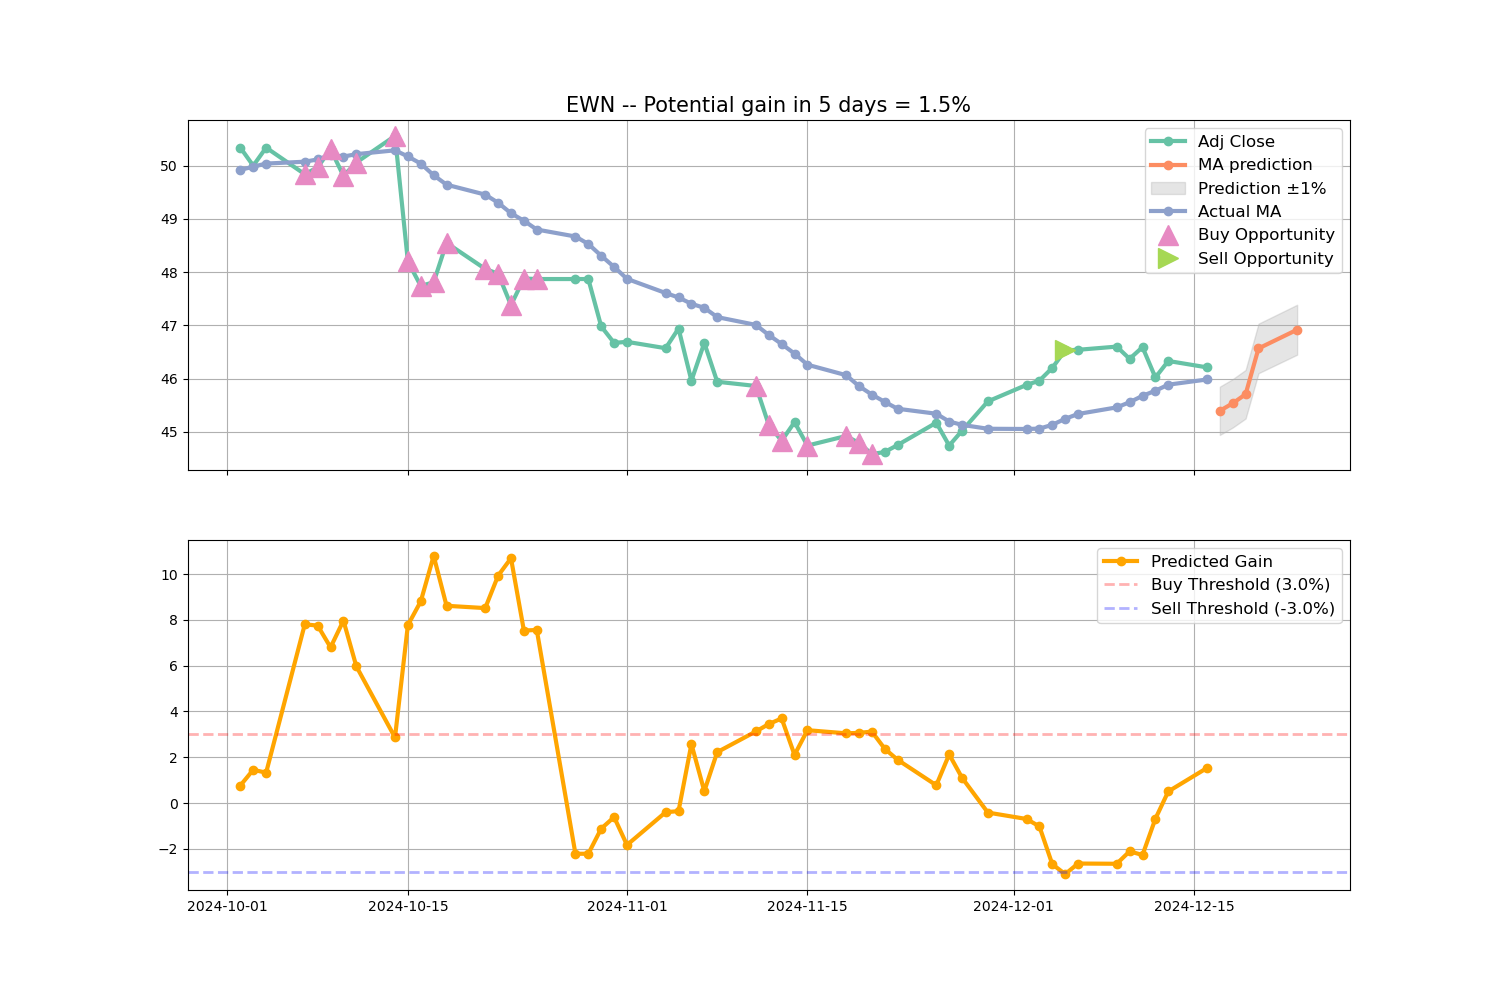 EWN -- Potential gain in 5 days = 1.5%
50
49
48
47
46
45
Adj Close
MA prediction
Prediction ±1%
Actual MA
Buy Opportunity
Sell Opportunity
10
8
6
4
2
0
−2
Predicted Gain
Buy Threshold (3.0%)
Sell Threshold (-3.0%)
2024-10-01
2024-10-15
2024-11-01
2024-11-15
2024-12-01
2024-12-15